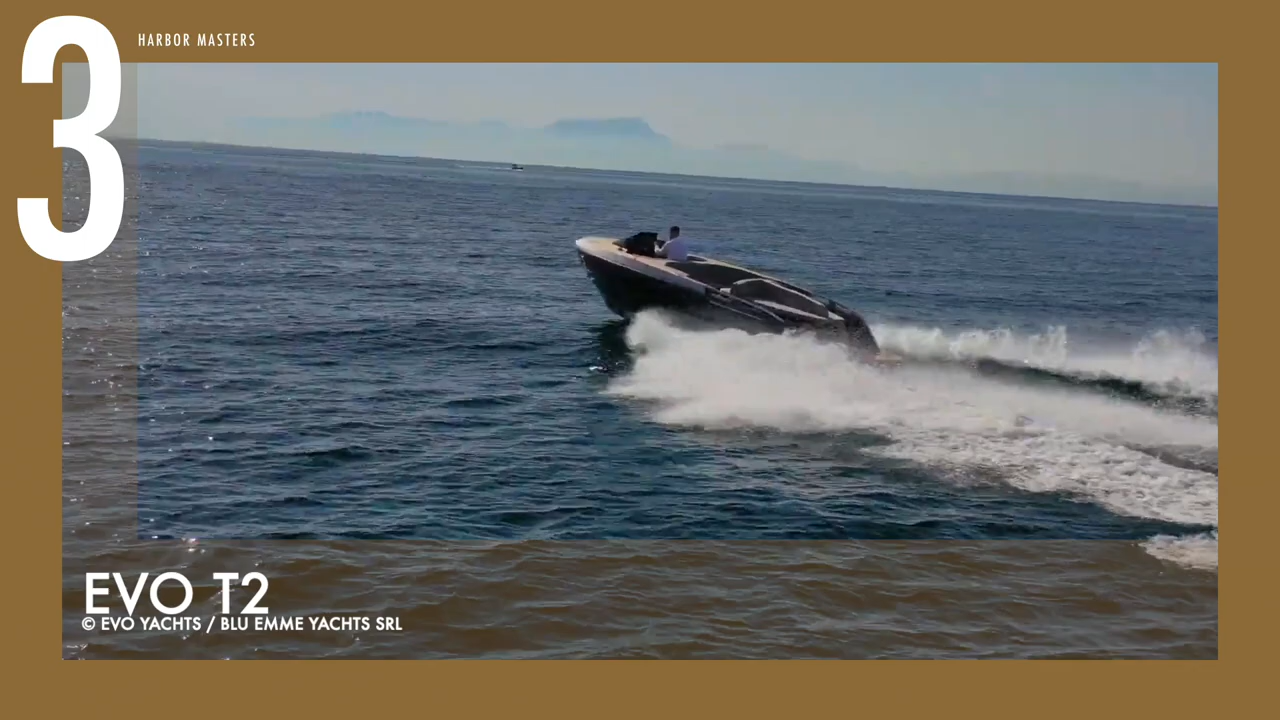 3
HARBOR MASTERS
EVO T2
© EVO YACHTS / BLU EMME YACHTS SRL